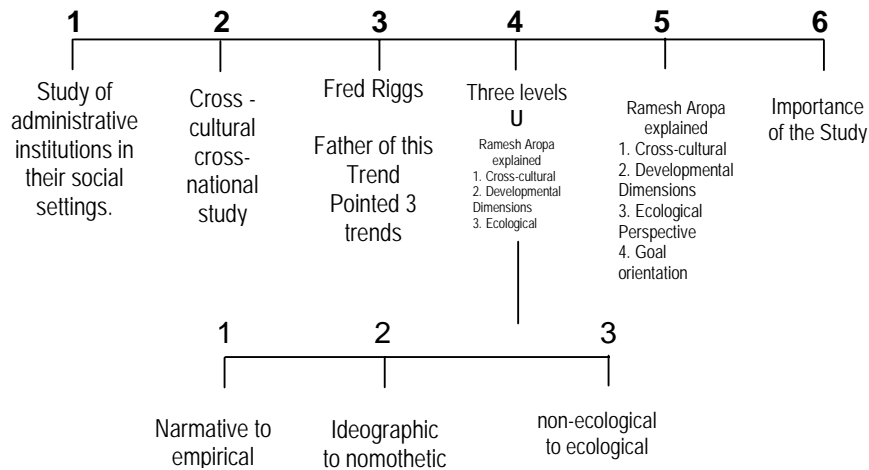 1
2
3
4
5
6
Study of
administrative
institutions in
their social
settings.
Cross -
cultural
cross-
national
study
Fred Riggs
Father of this
Trend
Pointed 3
trends
Three levels
U
Ramesh Aropa
explained
1. Cross-cultural
2. Developmental
Dimensions
3. Ecological
Ramesh Aropa
explained
1. Cross-cultural
2. Developmental
Dimensions
3. Ecological
Perspective
4. Goal
orientation
Importance
of the Study
1
2
3
Narmative to
empirical
Ideographic
to nomothetic
non-ecological
to ecological